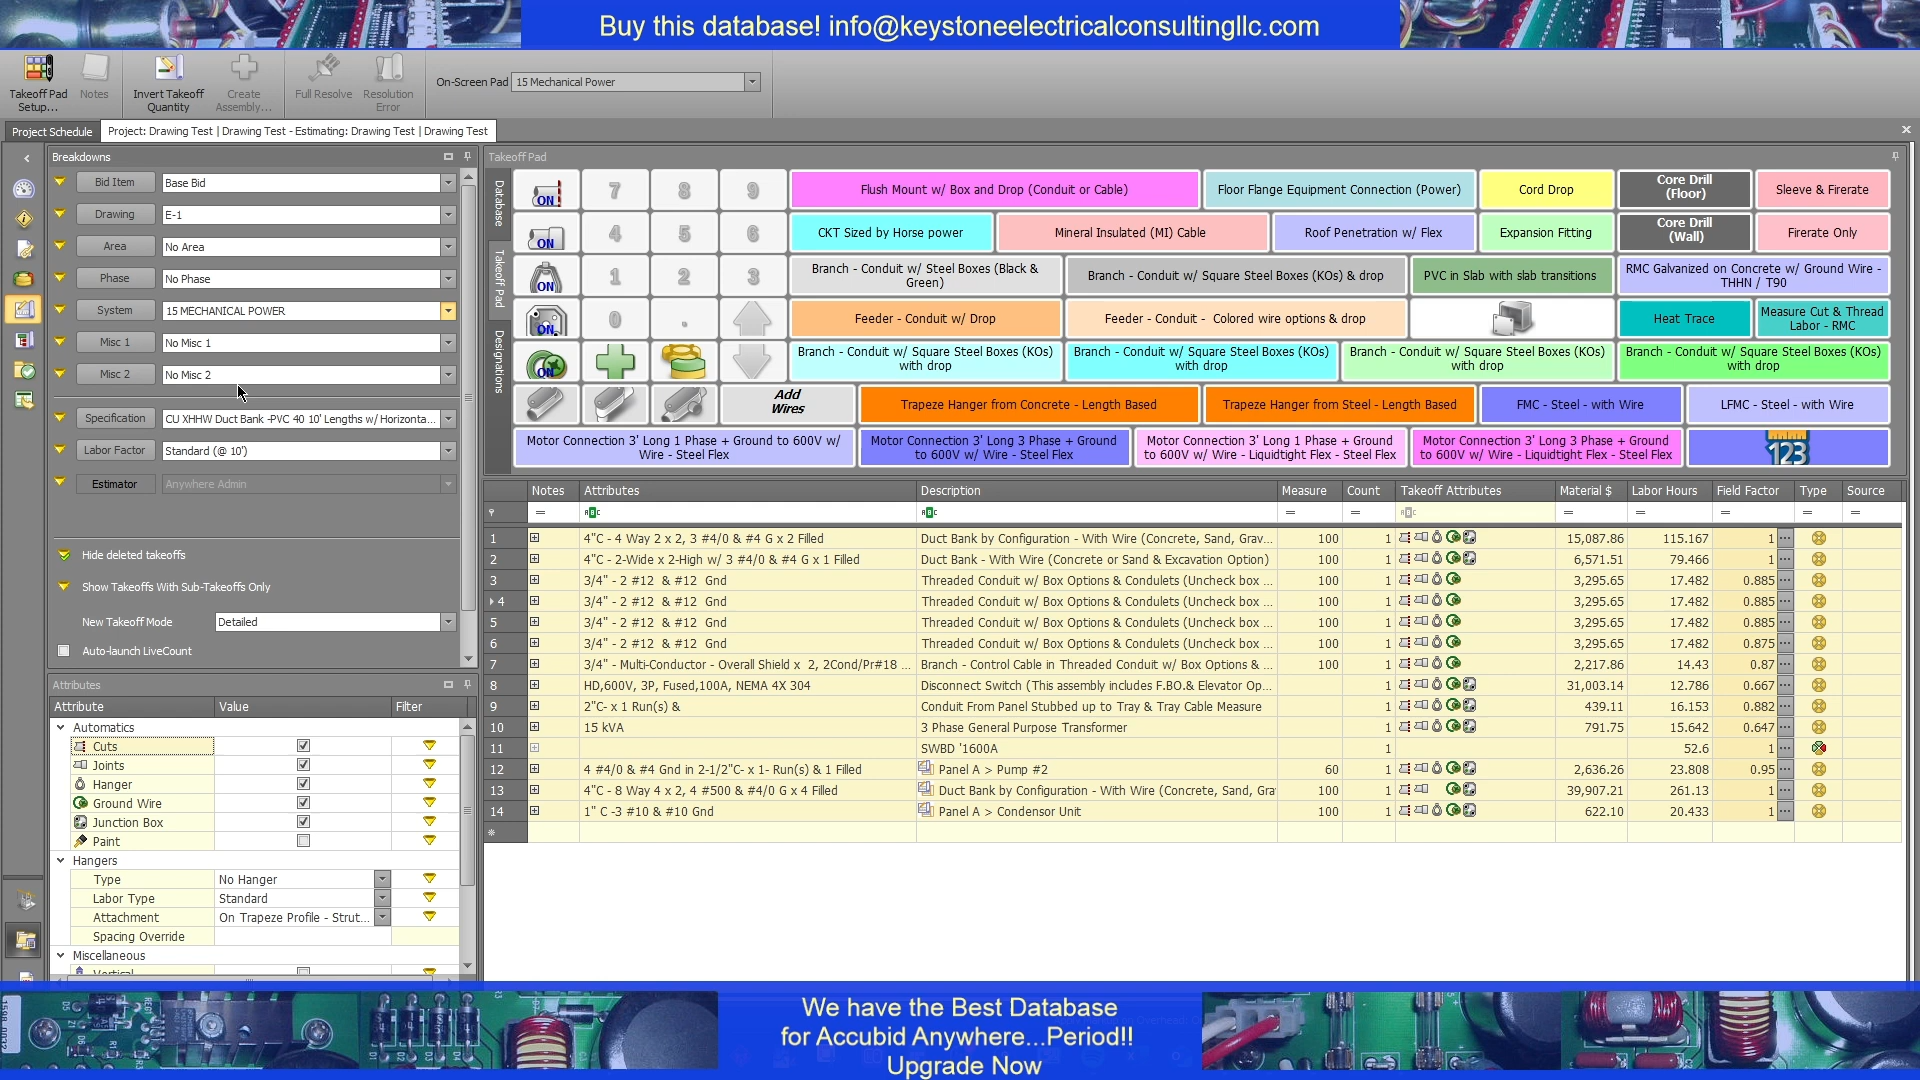 Buy this database! info@keystoneelectricalconsultingllc.com
Takeoff Pad Setup...
Notes
Invert Takeoff Quantity
Create Assembly...
Full Resolve
Resolution Error
On-Screen Pad 15 Mechanical Power
Project Schedule
Project: Drawing Test | Drawing Test - Estimating: Drawing Test | Drawing Test
Breakdowns
Bid Item Base Bid
Drawing E-1
Area No Area
Phase No Phase
System 15 MECHANICAL POWER
Misc 1 No Misc 1
Misc 2 No Misc 2
Specification CU XHHW Duct Bank -PVC 40 10' Lengths w/ Horizonta...
Labor Factor Standard (@ 10')
Estimator Anywhere Admin
Hide deleted takeoffs
Show Takeoffs With Sub-Takeoffs Only
New Takeoff Mode Detailed
Auto-launch LiveCount
Attributes
Attribute Value Filter
Automatics
Cuts
Joints
Hanger
Ground Wire
Junction Box
Paint
Hangers
Type No Hanger
Labor Type Standard
Attachment On Trapeze Profile - Strut...
Spacing Override
Miscellaneous
Vertical
Takeoff Pad
Database
Takeoff Pad
Designations
ON 7 8 9
Flush Mount w/ Box and Drop (Conduit or Cable)
Floor Flange Equipment Connection (Power)
Cord Drop
Core Drill (Floor)
Sleeve & Firerate
ON 4 5 6
CKT Sized by Horse power
Mineral Insulated (MI) Cable
Roof Penetration w/ Flex
Expansion Fitting
Core Drill (Wall)
Firerate Only
ON 1 2 3
Branch - Conduit w/ Steel Boxes (Black & Green)
Branch - Conduit w/ Square Steel Boxes (KOs) & drop
PVC in Slab with slab transitions
RMC Galvanized on Concrete w/ Ground Wire - THHN / T90
ON 0 .
Feeder - Conduit w/ Drop
Feeder - Conduit - Colored wire options & drop
Heat Trace
Measure Cut & Thread Labor - RMC
ON
Branch - Conduit w/ Square Steel Boxes (KOs) with drop
Branch - Conduit w/ Square Steel Boxes (KOs) with drop
Branch - Conduit w/ Square Steel Boxes (KOs) with drop
Branch - Conduit w/ Square Steel Boxes (KOs) with drop
Add Wires
Trapeze Hanger from Concrete - Length Based
Trapeze Hanger from Steel - Length Based
FMC - Steel - with Wire
LFMC - Steel - with Wire
Motor Connection 3' Long 1 Phase + Ground to 600V w/ Wire - Steel Flex
Motor Connection 3' Long 3 Phase + Ground to 600V w/ Wire - Steel Flex
Motor Connection 3' Long 1 Phase + Ground to 600V w/ Wire - Liquidtight Flex - Steel Flex
Motor Connection 3' Long 3 Phase + Ground to 600V w/ Wire - Liquidtight Flex - Steel Flex
123
Notes Attributes Description Measure Count Takeoff Attributes Material $ Labor Hours Field Factor Type Source
1 4"C - 4 Way 2 x 2, 3 #4/0 & #4 G x 2 Filled Duct Bank by Configuration - With Wire (Concrete, Sand, Grav... 100 1 15,087.86 115.167 1
2 4"C - 2-Wide x 2-High w/ 3 #4/0 & #4 G x 1 Filled Duct Bank - With Wire (Concrete or Sand & Excavation Option) 100 1 6,571.51 79.466 1
3 3/4" - 2 #12 & #12 Gnd Threaded Conduit w/ Box Options & Condulets (Uncheck box ... 100 1 3,295.65 17.482 0.885
4 3/4" - 2 #12 & #12 Gnd Threaded Conduit w/ Box Options & Condulets (Uncheck box ... 100 1 3,295.65 17.482 0.885
5 3/4" - 2 #12 & #12 Gnd Threaded Conduit w/ Box Options & Condulets (Uncheck box ... 100 1 3,295.65 17.482 0.885
6 3/4" - 2 #12 & #12 Gnd Threaded Conduit w/ Box Options & Condulets (Uncheck box ... 100 1 3,295.65 17.482 0.875
7 3/4" - Multi-Conductor - Overall Shield x 2, 2Cond/Pr#18 ... Branch - Control Cable in Threaded Conduit w/ Box Options & ... 100 1 2,217.86 14.43 0.87
8 HD,600V, 3P, Fused,100A, NEMA 4X 304 Disconnect Switch (This assembly includes F.BO.& Elevator Op... 1 31,003.14 12.786 0.667
9 2"C- x 1 Run(s) & Conduit From Panel Stubbed up to Tray & Tray Cable Measure 1 439.11 16.153 0.882
10 15 kVA 3 Phase General Purpose Transformer 1 791.75 15.642 0.647
11 SWBD '1600A 1 52.6 1
12 4 #4/0 & #4 Gnd in 2-1/2"C- x 1- Run(s) & 1 Filled Panel A > Pump #2 60 1 2,636.26 23.808 0.95
13 4"C - 8 Way 4 x 2, 4 #500 & #4/0 G x 4 Filled Duct Bank by Configuration - With Wire (Concrete, Sand, Gra 100 1 39,907.21 261.13 1
14 1" C -3 #10 & #10 Gnd Panel A > Condensor Unit 100 1 622.10 20.433 1
We have the Best Database
for Accubid Anywhere...Period!!
Upgrade Now